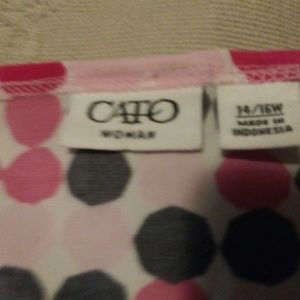 CATO
WOMAN
14/16W
MADE IN
INDONESIA